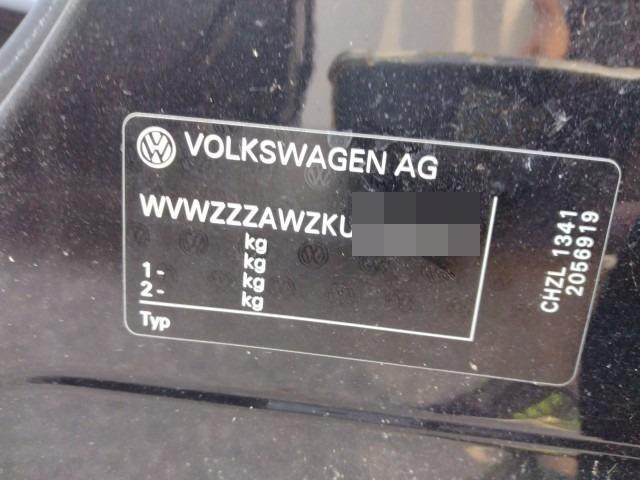 VOLKSWAGEN AG
WVWZZZAWZKU
kg
kg
1- kg
2- kg
Typ
CHZL 1341
2056919